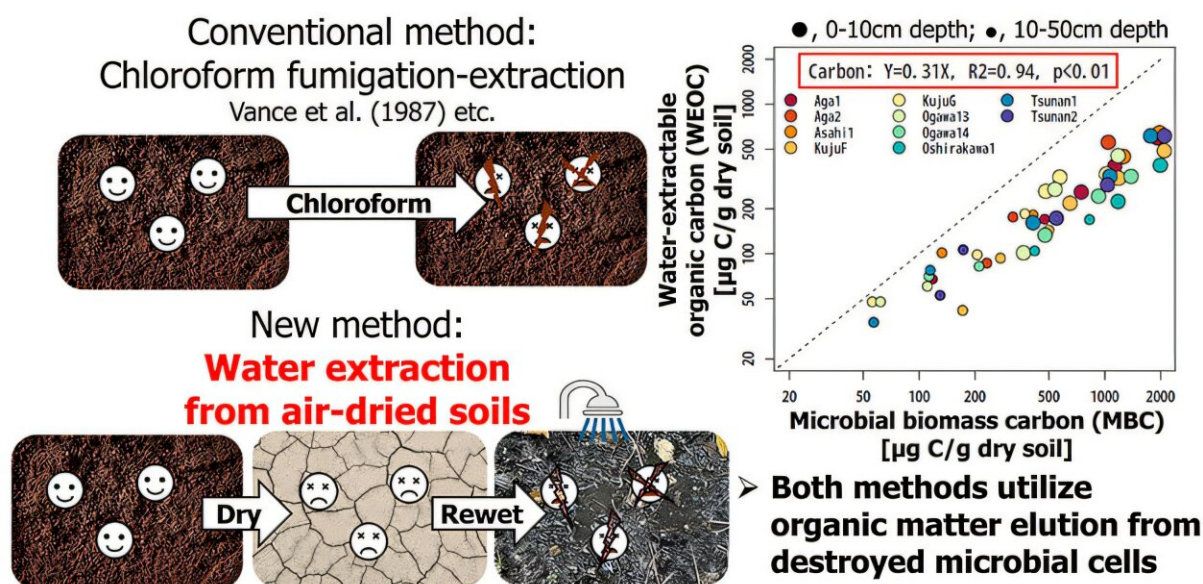 Conventional method:
Chloroform fumigation-extraction
Vance et al. (1987) etc.
Chloroform
New method:
Water extraction
from air-dried soils
Dry
Rewet
●, 0-10cm depth; •, 10-50cm depth
Carbon: Y=0.31X, R2=0.94, p<0.01
Aga1
Aga2
Asahi1
KujuF
KujuG
Ogawa13
Ogawa14
Oshirakawa1
Tsunan1
Tsunan2
Water-extractable
organic carbon (WEOC)
[µg C/g dry soil]
2000
1000
500
200
100
50
20
20
50
100
200
500
1000
2000
Microbial biomass carbon (MBC)
[µg C/g dry soil]
➢ Both methods utilize
organic matter elution from
destroyed microbial cells